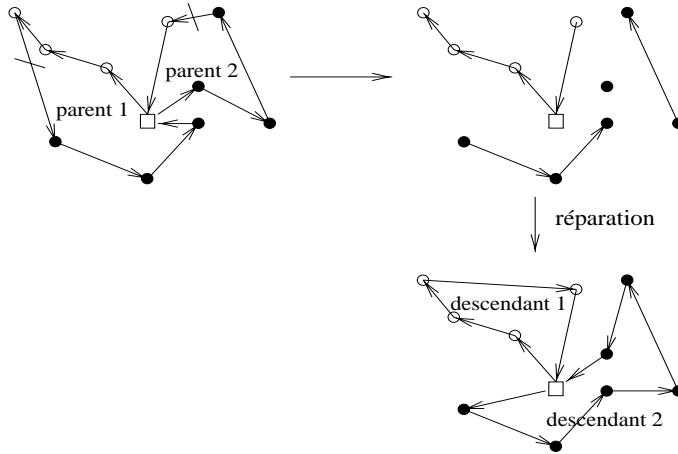 parent 2
parent 1
réparation
descendant 1
descendant 2